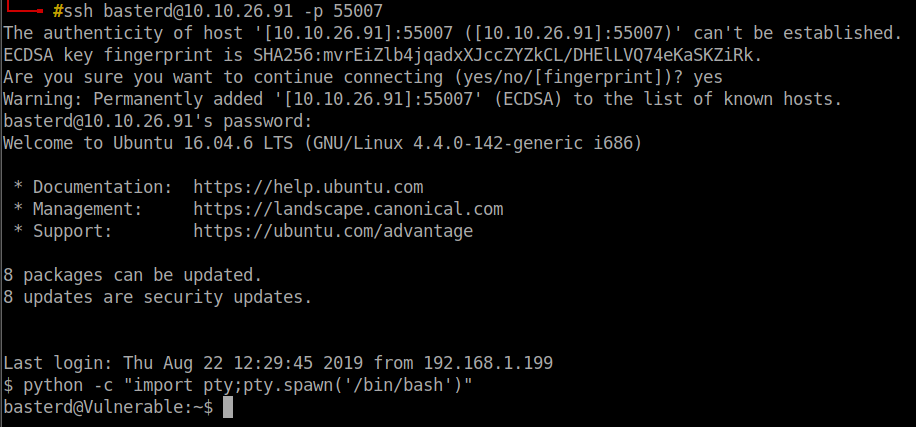 #ssh basterd@10.10.26.91 -p 55007
The authenticity of host '[10.10.26.91]:55007 ([10.10.26.91]:55007)' can't be established.
ECDSA key fingerprint is SHA256:mvrEiZlb4jqadxXJccZYZkCL/DHElLVQ74eKaSKZiRk.
Are you sure you want to continue connecting (yes/no/[fingerprint])? yes
Warning: Permanently added '[10.10.26.91]:55007' (ECDSA) to the list of known hosts.
basterd@10.10.26.91's password:
Welcome to Ubuntu 16.04.6 LTS (GNU/Linux 4.4.0-142-generic i686)
* Documentation:  https://help.ubuntu.com
* Management:     https://landscape.canonical.com
* Support:        https://ubuntu.com/advantage
8 packages can be updated.
8 updates are security updates.
Last login: Thu Aug 22 12:29:45 2019 from 192.168.1.199
$ python -c "import pty;pty.spawn('/bin/bash')"
basterd@Vulnerable:~$